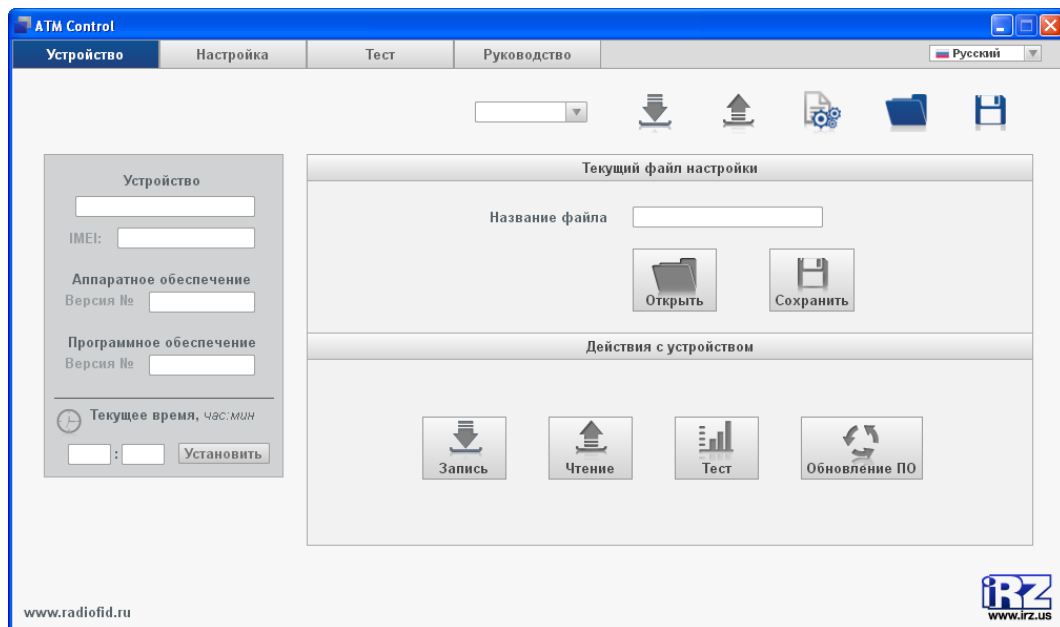 ATM Control
Устройство
Настройка
Тест
Руководство
Русский
Устройство
IMEI:
Аппаратное обеспечение
Версия №
Программное обеспечение
Версия №
Текущее время, час:мин
:
Установить
Текущий файл настройки
Название файла
Открыть
Сохранить
Действия с устройством
Запись
Чтение
Тест
Обновление ПО
www.radiofid.ru
iRZ
www.irz.us